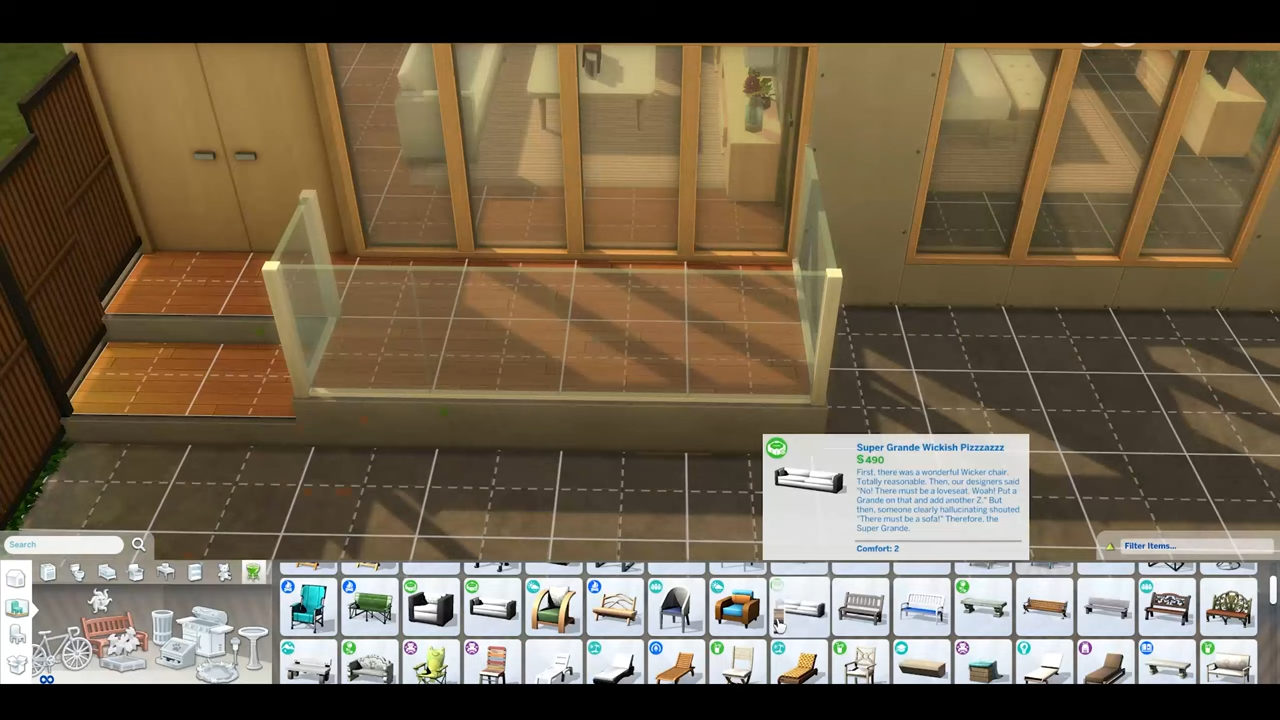 Super Grande Wickish Pizzzazzz
$490
First, there was a wonderful Wicker chair.
Totally reasonable. Then, our designers said
"No! There must be a loveseat. Woah! Put a
Grande on that and add another Z." But
then, someone clearly hallucinating shouted
"There must be a sofa!" Therefore, the
Super Grande.
Comfort: 2
Search
Filter Items...